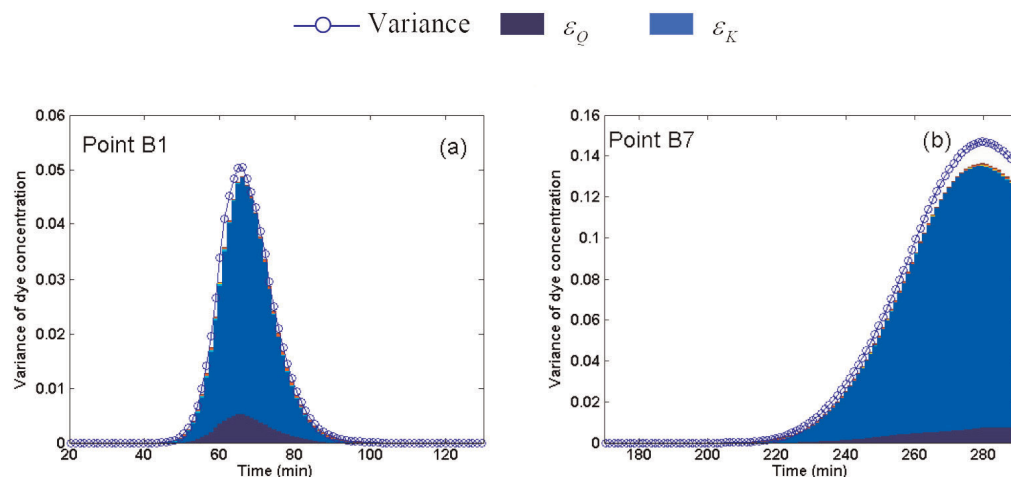 Variance ε_Q ε_K
Point B1 (a)
Variance of dye concentration
0.06
0.05
0.04
0.03
0.02
0.01
0
20 40 60 80 100 120
Time (min)
Point B7 (b)
Variance of dye concentration
0.16
0.14
0.12
0.1
0.08
0.06
0.04
0.02
0
180 200 220 240 260 280
Time (min)